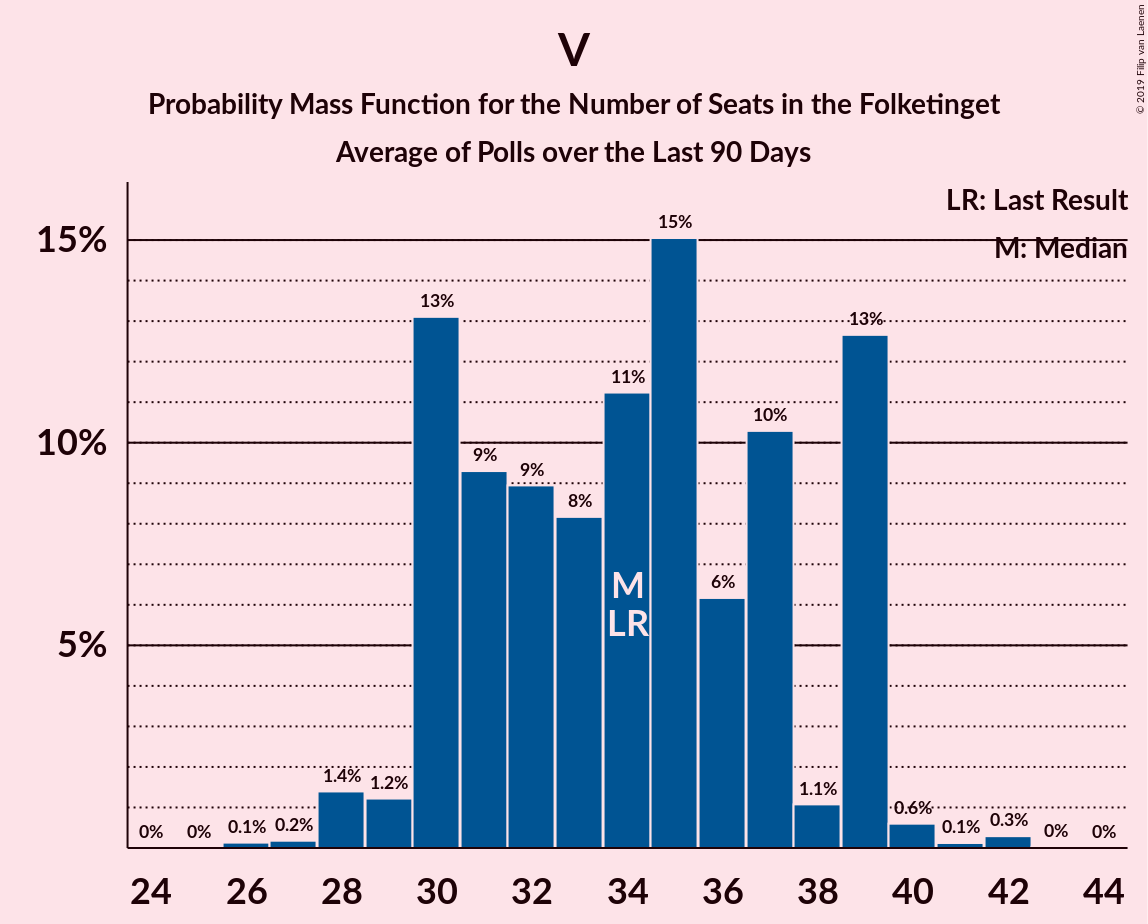 V
Probability Mass Function for the Number of Seats in the Folketinget
Average of Polls over the Last 90 Days
© 2019 Filip van Laenen
LR: Last Result
M: Median
15%
10%
5%
0%
0%
0.1%
0.2%
1.4%
1.2%
13%
9%
9%
8%
11%
15%
6%
10%
1.1%
13%
0.6%
0.1%
0.3%
0%
0%
M
LR
24 26 28 30 32 34 36 38 40 42 44